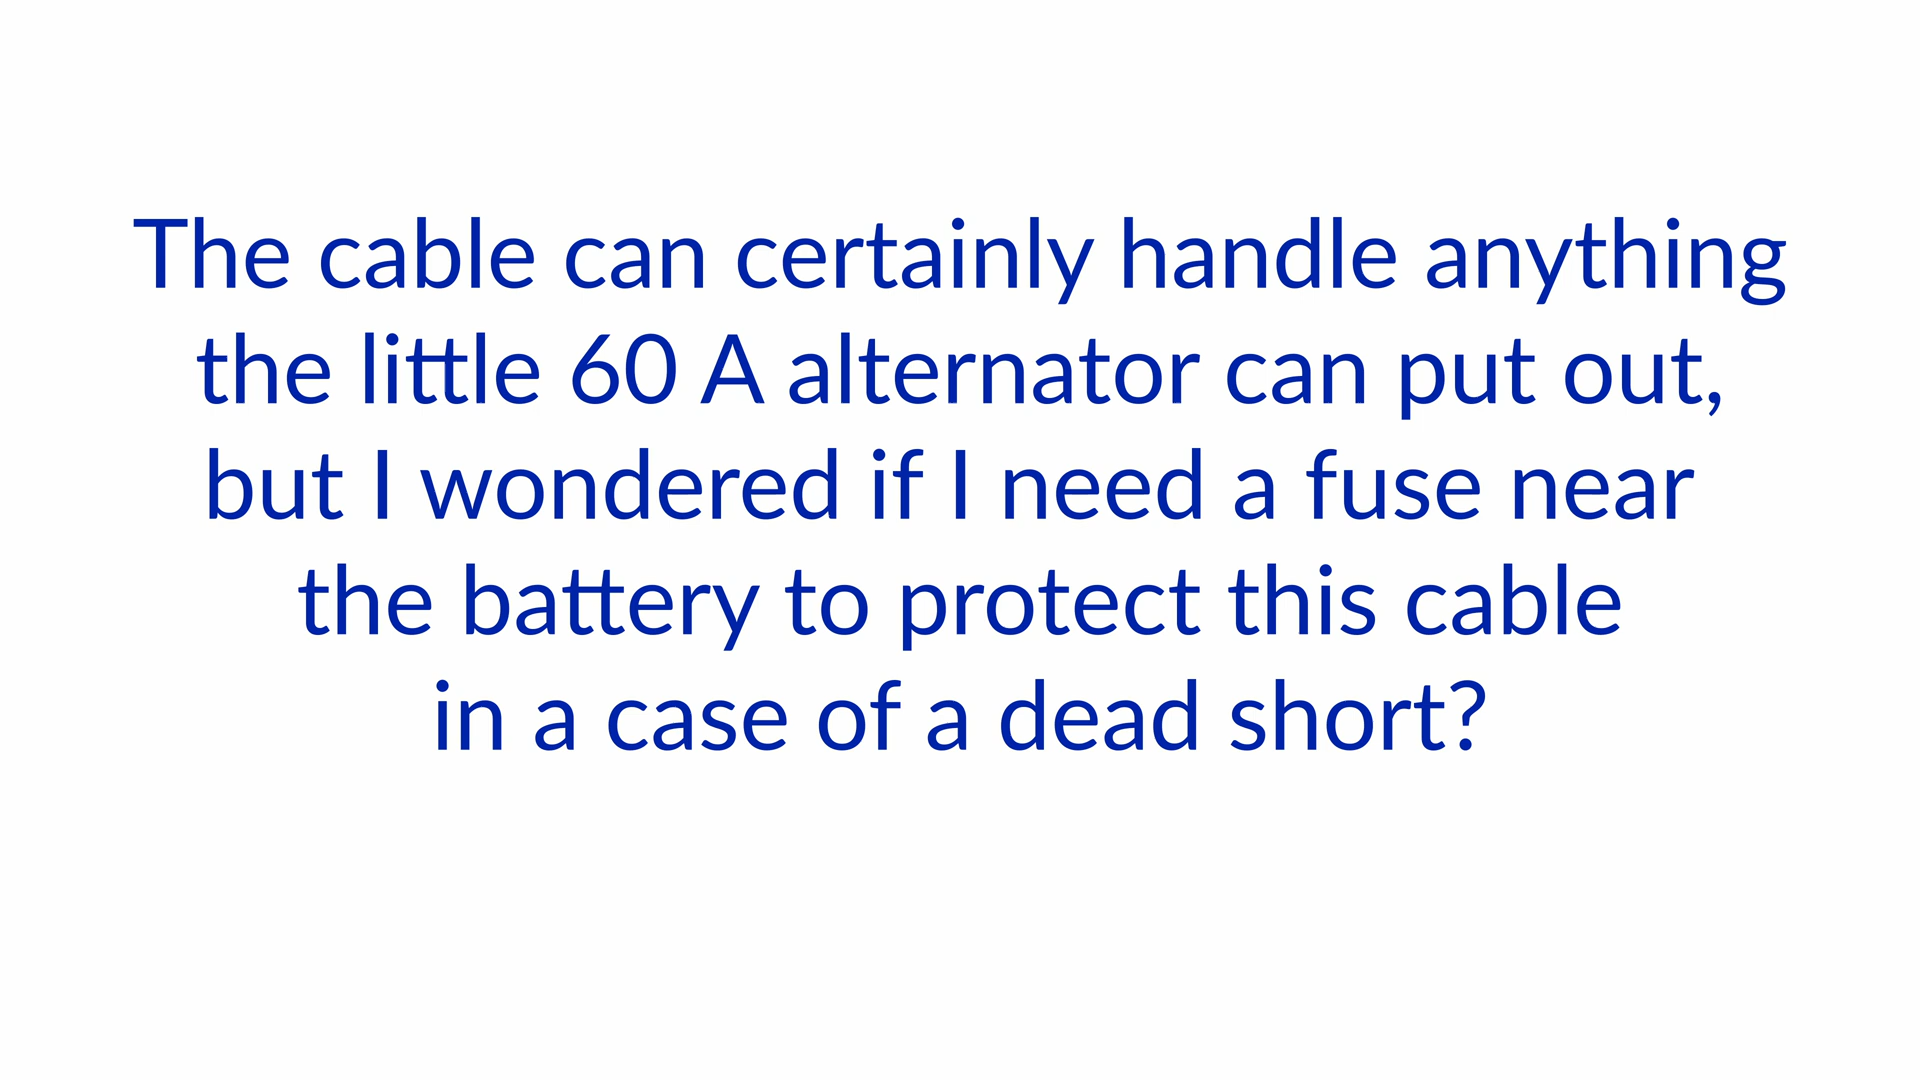 The cable can certainly handle anything
the little 60 A alternator can put out,
but I wondered if I need a fuse near
the battery to protect this cable
in a case of a dead short?